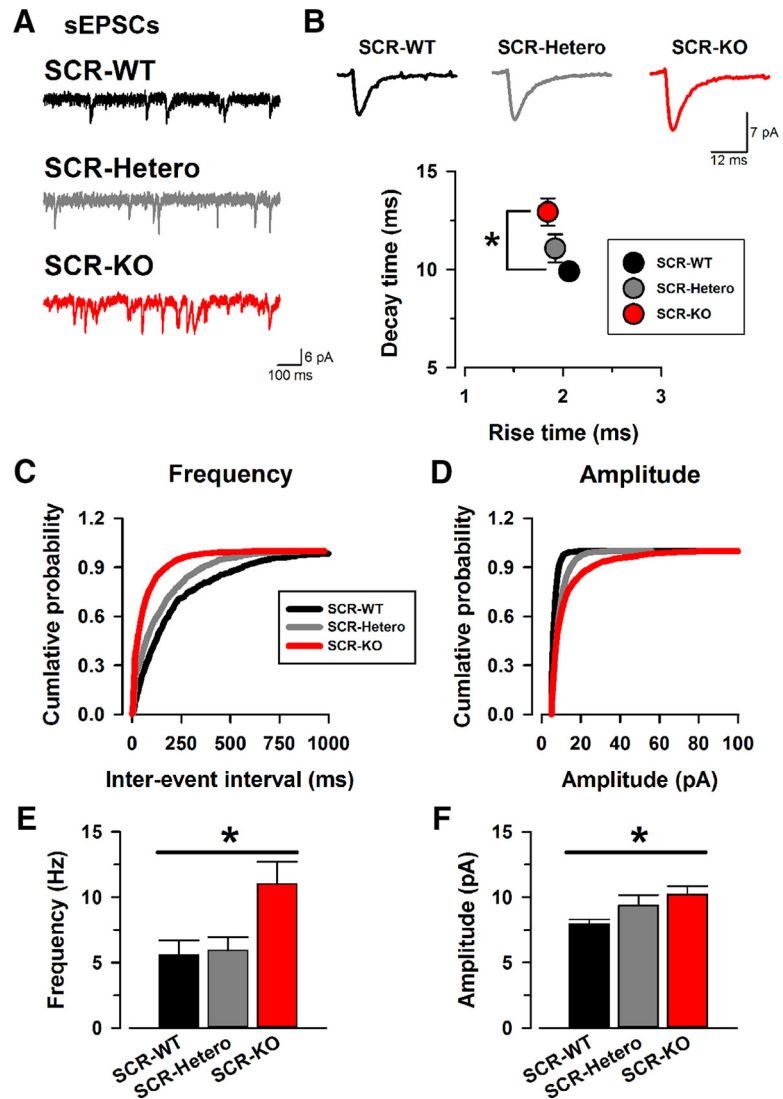 A
sEPSCs
SCR-WT
SCR-Hetero
SCR-KO
6 pA
100 ms
B
SCR-WT SCR-Hetero SCR-KO
7 pA
12 ms
15
10
5
Decay time (ms)
*
SCR-WT
SCR-Hetero
SCR-KO
1 2 3
Rise time (ms)
C
Frequency
1.2
0.9
0.6
0.3
0.0
Cumlative probability
SCR-WT
SCR-Hetero
SCR-KO
0 250 500 750 1000
Inter-event interval (ms)
D
Amplitude
1.2
0.9
0.6
0.3
0.0
Cumlative probability
0 20 40 60 80 100
Amplitude (pA)
E
15
10
5
0
Frequency (Hz)
*
SCR-WT
SCR-Hetero
SCR-KO
F
15
10
5
0
Amplitude (pA)
*
SCR-WT
SCR-Hetero
SCR-KO